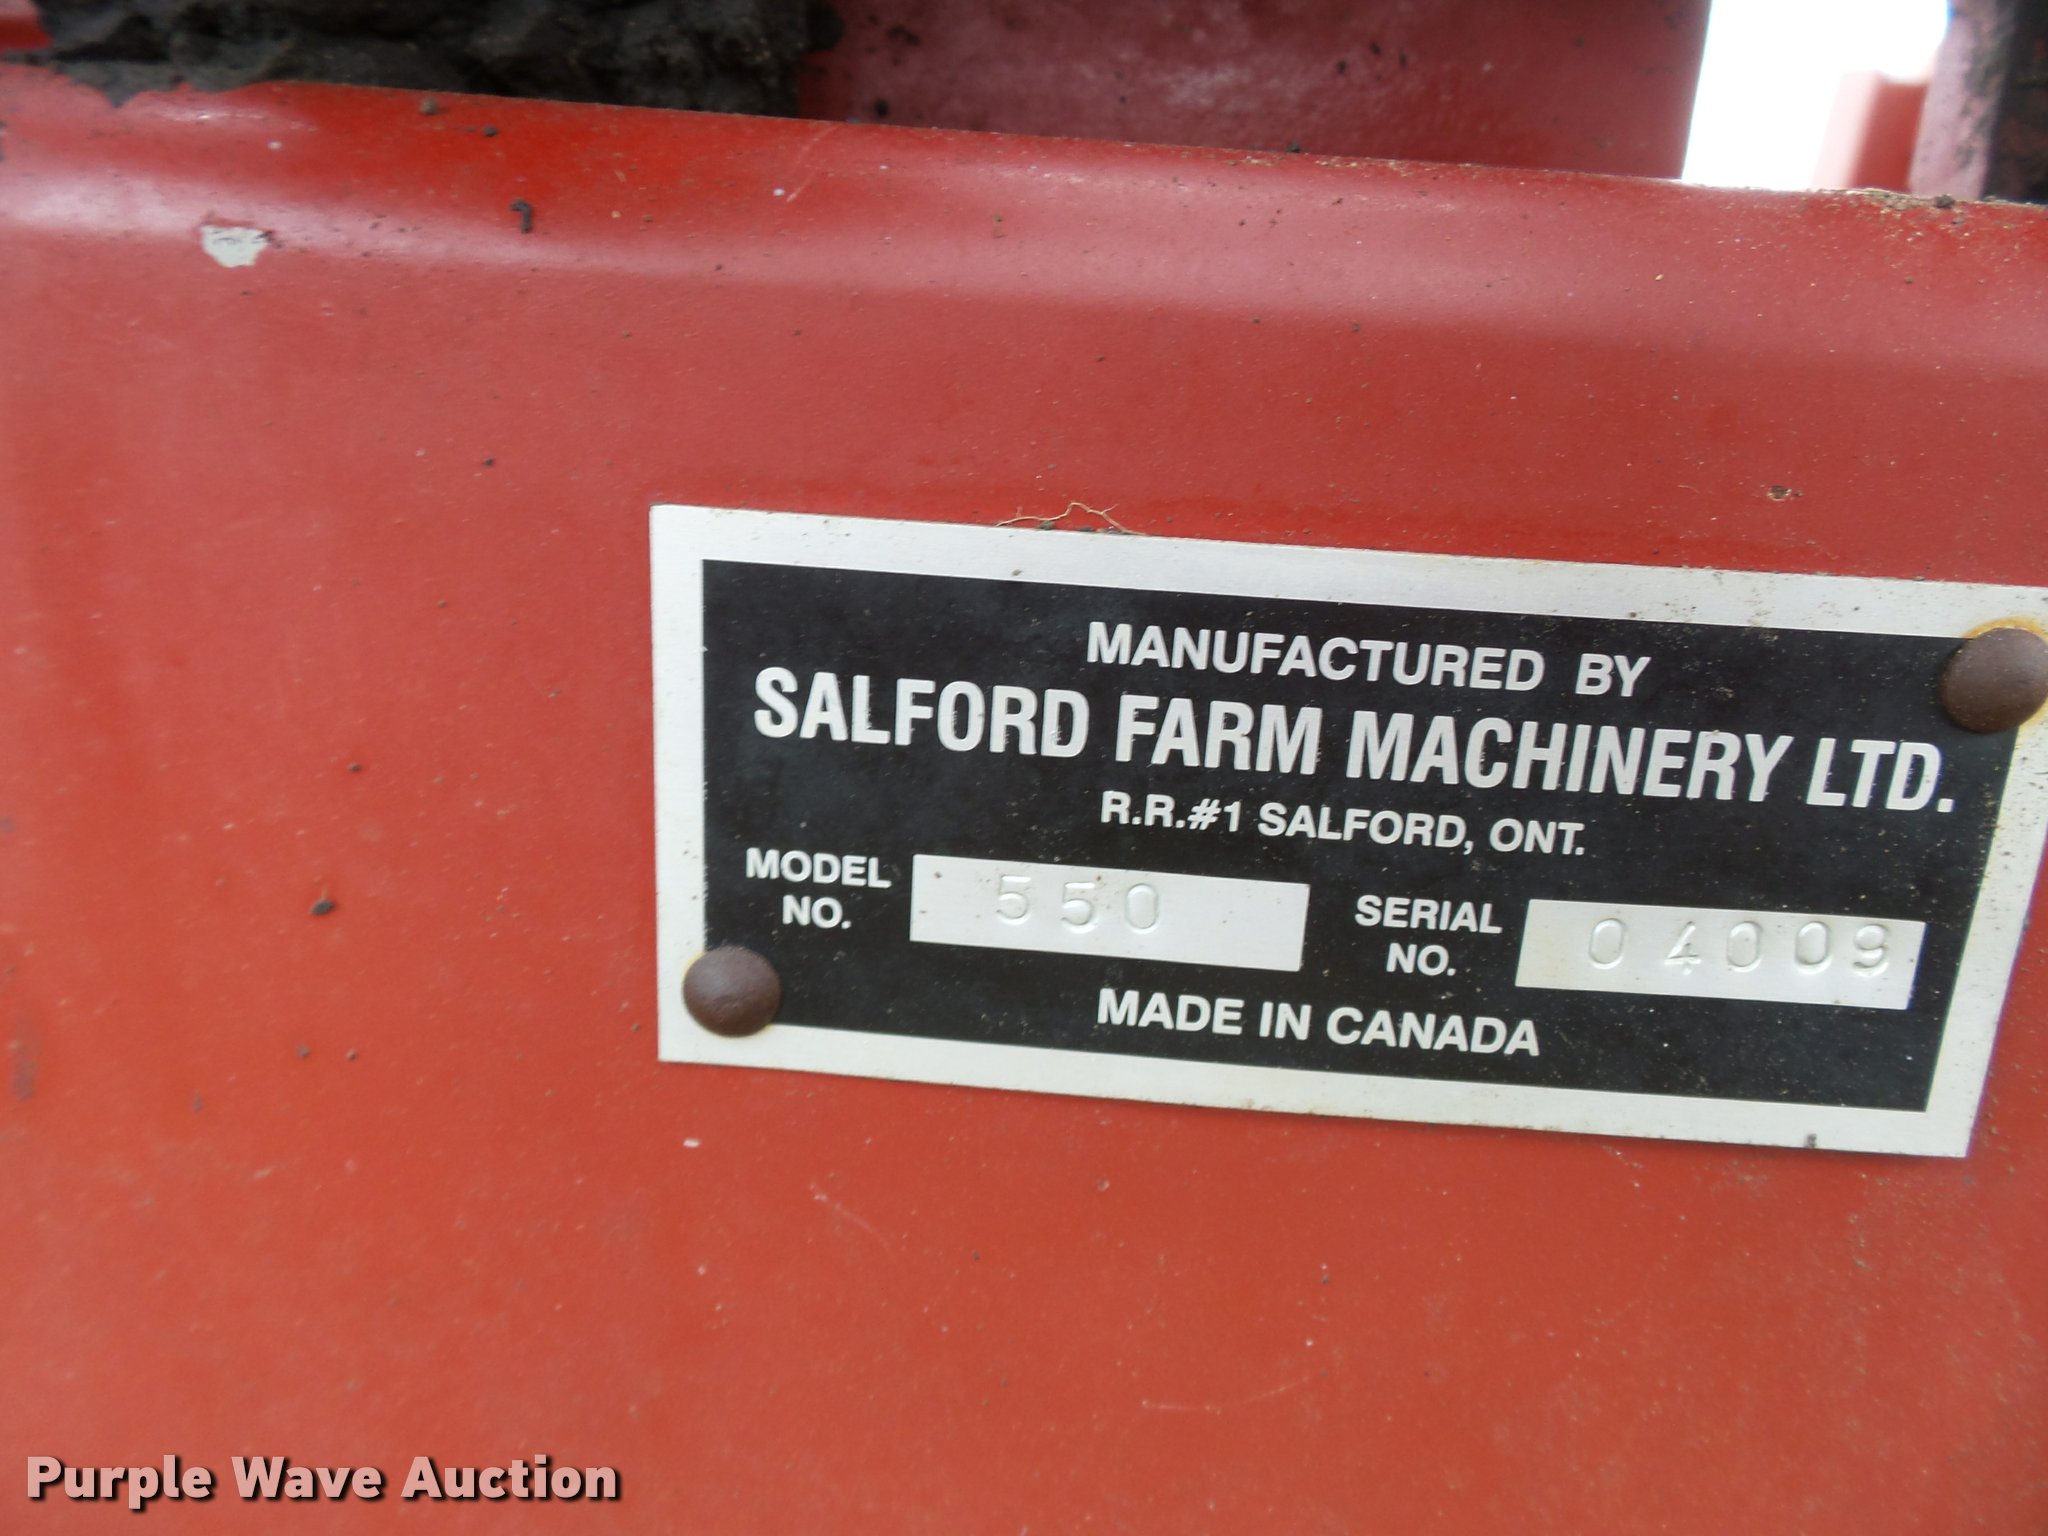 MANUFACTURED BY
SALFORD FARM MACHINERY LTD.
R.R.#1 SALFORD, ONT.
MODEL NO. 550
SERIAL NO. 04009
MADE IN CANADA
Purple Wave Auction